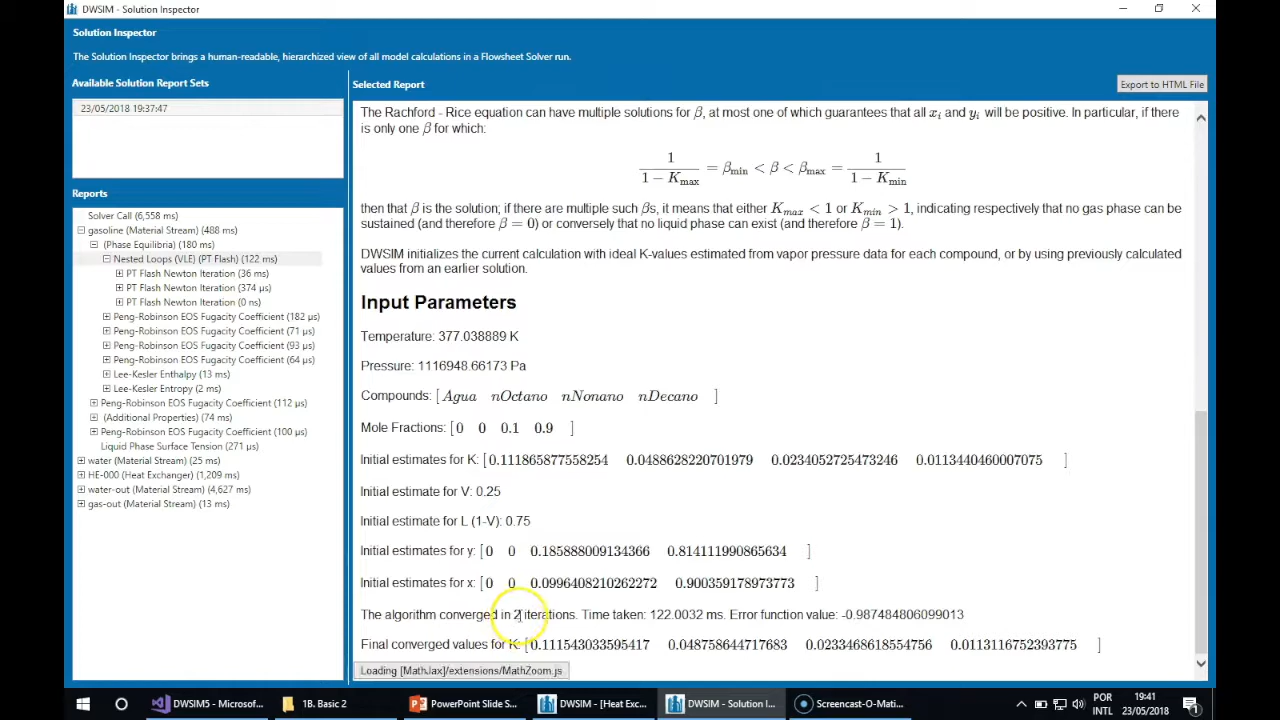 DWSIM - Solution Inspector
Solution Inspector
The Solution Inspector brings a human-readable, hierarchized view of all model calculations in a Flowsheet Solver run.
Available Solution Report Sets
23/05/2018 19:37:47
Reports
Solver Call (6,558 ms)
gasoline (Material Stream) (488 ms)
(Phase Equilibria) (180 ms)
Nested Loops (VLE) (PT Flash) (122 ms)
PT Flash Newton Iteration (36 ms)
PT Flash Newton Iteration (374 µs)
PT Flash Newton Iteration (0 ns)
Peng-Robinson EOS Fugacity Coefficient (182 µs)
Peng-Robinson EOS Fugacity Coefficient (71 µs)
Peng-Robinson EOS Fugacity Coefficient (93 µs)
Peng-Robinson EOS Fugacity Coefficient (64 µs)
Lee-Kesler Enthalpy (13 ms)
Lee-Kesler Entropy (2 ms)
Peng-Robinson EOS Fugacity Coefficient (112 µs)
(Additional Properties) (74 ms)
Peng-Robinson EOS Fugacity Coefficient (100 µs)
Liquid Phase Surface Tension (271 µs)
water (Material Stream) (25 ms)
HE-000 (Heat Exchanger) (1,209 ms)
water-out (Material Stream) (4,627 ms)
gas-out (Material Stream) (13 ms)
Selected Report
Export to HTML File
The Rachford - Rice equation can have multiple solutions for β, at most one of which guarantees that all xi and yi will be positive. In particular, if there
is only one β for which:
1 / (1 − Kmax) = βmin < β < βmax = 1 / (1 − Kmin)
then that β is the solution; if there are multiple such βs, it means that either Kmax < 1 or Kmin > 1, indicating respectively that no gas phase can be
sustained (and therefore β = 0) or conversely that no liquid phase can exist (and therefore β = 1).
DWSIM initializes the current calculation with ideal K-values estimated from vapor pressure data for each compound, or by using previously calculated
values from an earlier solution.
Input Parameters
Temperature: 377.038889 K
Pressure: 1116948.66173 Pa
Compounds: [ Agua nOctano nNonano nDecano ]
Mole Fractions: [ 0 0 0.1 0.9 ]
Initial estimates for K: [ 0.111865877558254 0.0488628220701979 0.0234052725473246 0.0113440460007075 ]
Initial estimate for V: 0.25
Initial estimate for L (1-V): 0.75
Initial estimates for y: [ 0 0 0.185888009134366 0.814111990865634 ]
Initial estimates for x: [ 0 0 0.0996408210262272 0.900359178973773 ]
The algorithm converged in 2 iterations. Time taken: 122.0032 ms. Error function value: -0.987484806099013
Final converged values for K: [ 0.111543033595417 0.048758644717683 0.0233468618554756 0.0113116752393775 ]
Loading [MathJax]/extensions/MathZoom.js
DWSIM5 - Microsof...
1B. Basic 2
PowerPoint Slide S...
DWSIM - [Heat Exc...
DWSIM - Solution I...
Screencast-O-Mati...
POR
INTL
19:41
23/05/2018
1